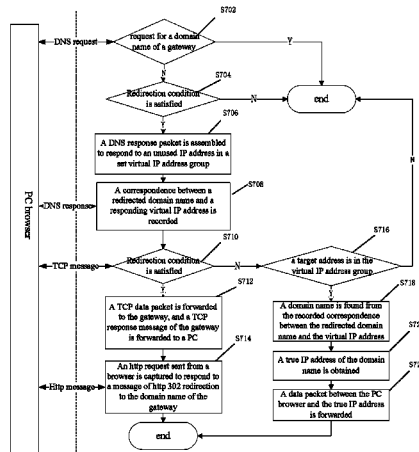 S702
request for a domain
name of a gateway
DNS request
Y
N
S704
Redirection condition
is satisfied
N
end
Y
S706
A DNS response packet is assembled
to respond to an unused IP address in a
set virtual IP address group
S708
A correspondence between a
redirected domain name and a
responding virtual IP address is
recorded
DNS response
PC browser
S710
Redirection condition
is satisfied
TCP message
N
S716
a target address is in the
virtual IP address group
N
Y
S712
A TCP data packet is forwarded
to the gateway, and a TCP
response message of the gateway
is forwarded to a PC
Y
S718
A domain name is found from
the recorded correspondence
between the redirected domain
name and the virtual IP address
S714
An http request sent from a
browser is captured to respond to
a message of http 302 redirection
to the domain name of the
gateway
Http message
S72
A true IP address of the domain
name is obtained
S72
A data packet between the PC
browser and the true IP address
is forwarded
end